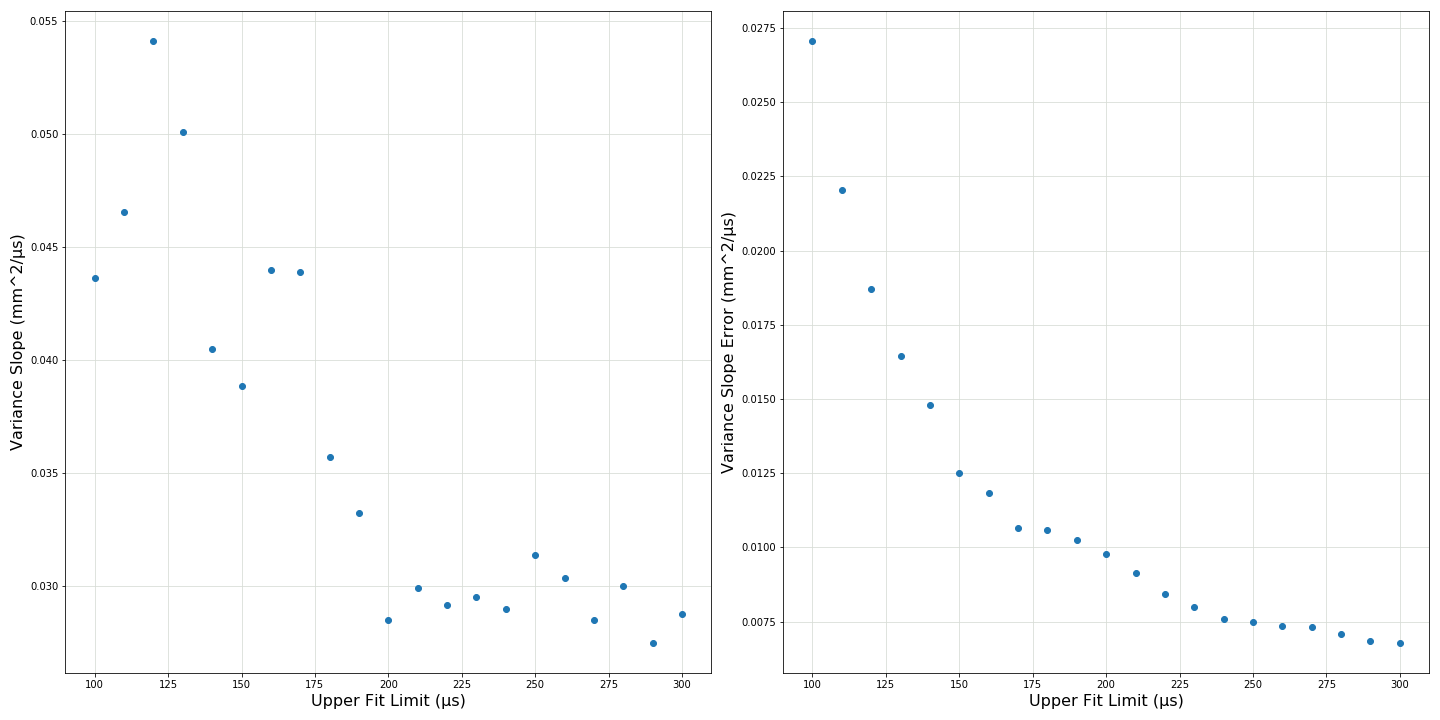 0.055
0.050
0.045
0.040
0.035
0.030
Variance Slope (mm^2/μs)
100 125 150 175 200 225 250 275 300
Upper Fit Limit (μs)
0.0275
0.0250
0.0225
0.0200
0.0175
0.0150
0.0125
0.0100
0.0075
Variance Slope Error (mm^2/μs)
100 125 150 175 200 225 250 275 300
Upper Fit Limit (μs)